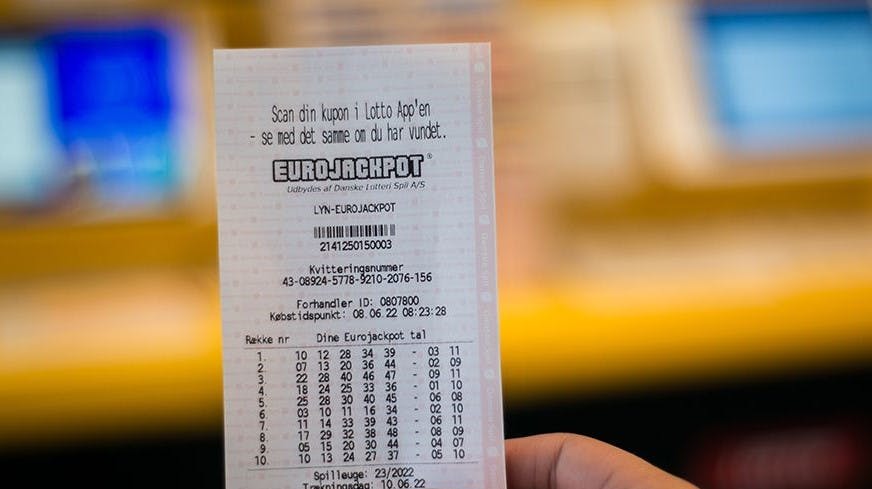 Scan din kupon i Lotto App'en
- se med det samme om du har vundet.
EUROJACKPOT®
Udbydes af Danske Lotteri Spil A/S
LYN-EUROJACKPOT
2141250150003
Kvitteringsnummer
43-08924-5778-9210-2076-156
Forhandler ID: 0807800
Købstidspunkt: 08.06.22 08:23:28
Række nr Dine Eurojackpot tal
1. 10 12 28 34 39 - 03 11
2. 07 13 20 36 44 - 02 09
3. 22 28 40 46 47 - 09 11
4. 18 24 25 33 36 - 01 10
5. 25 28 30 40 45 - 06 08
6. 03 10 11 16 34 - 02 10
7. 11 14 33 39 43 - 06 11
8. 17 29 32 38 48 - 08 09
9. 05 15 20 30 44 - 04 07
10. 10 13 24 27 37 - 05 10
Spilleuge: 23/2022
Trækningsdag: 10.06.22